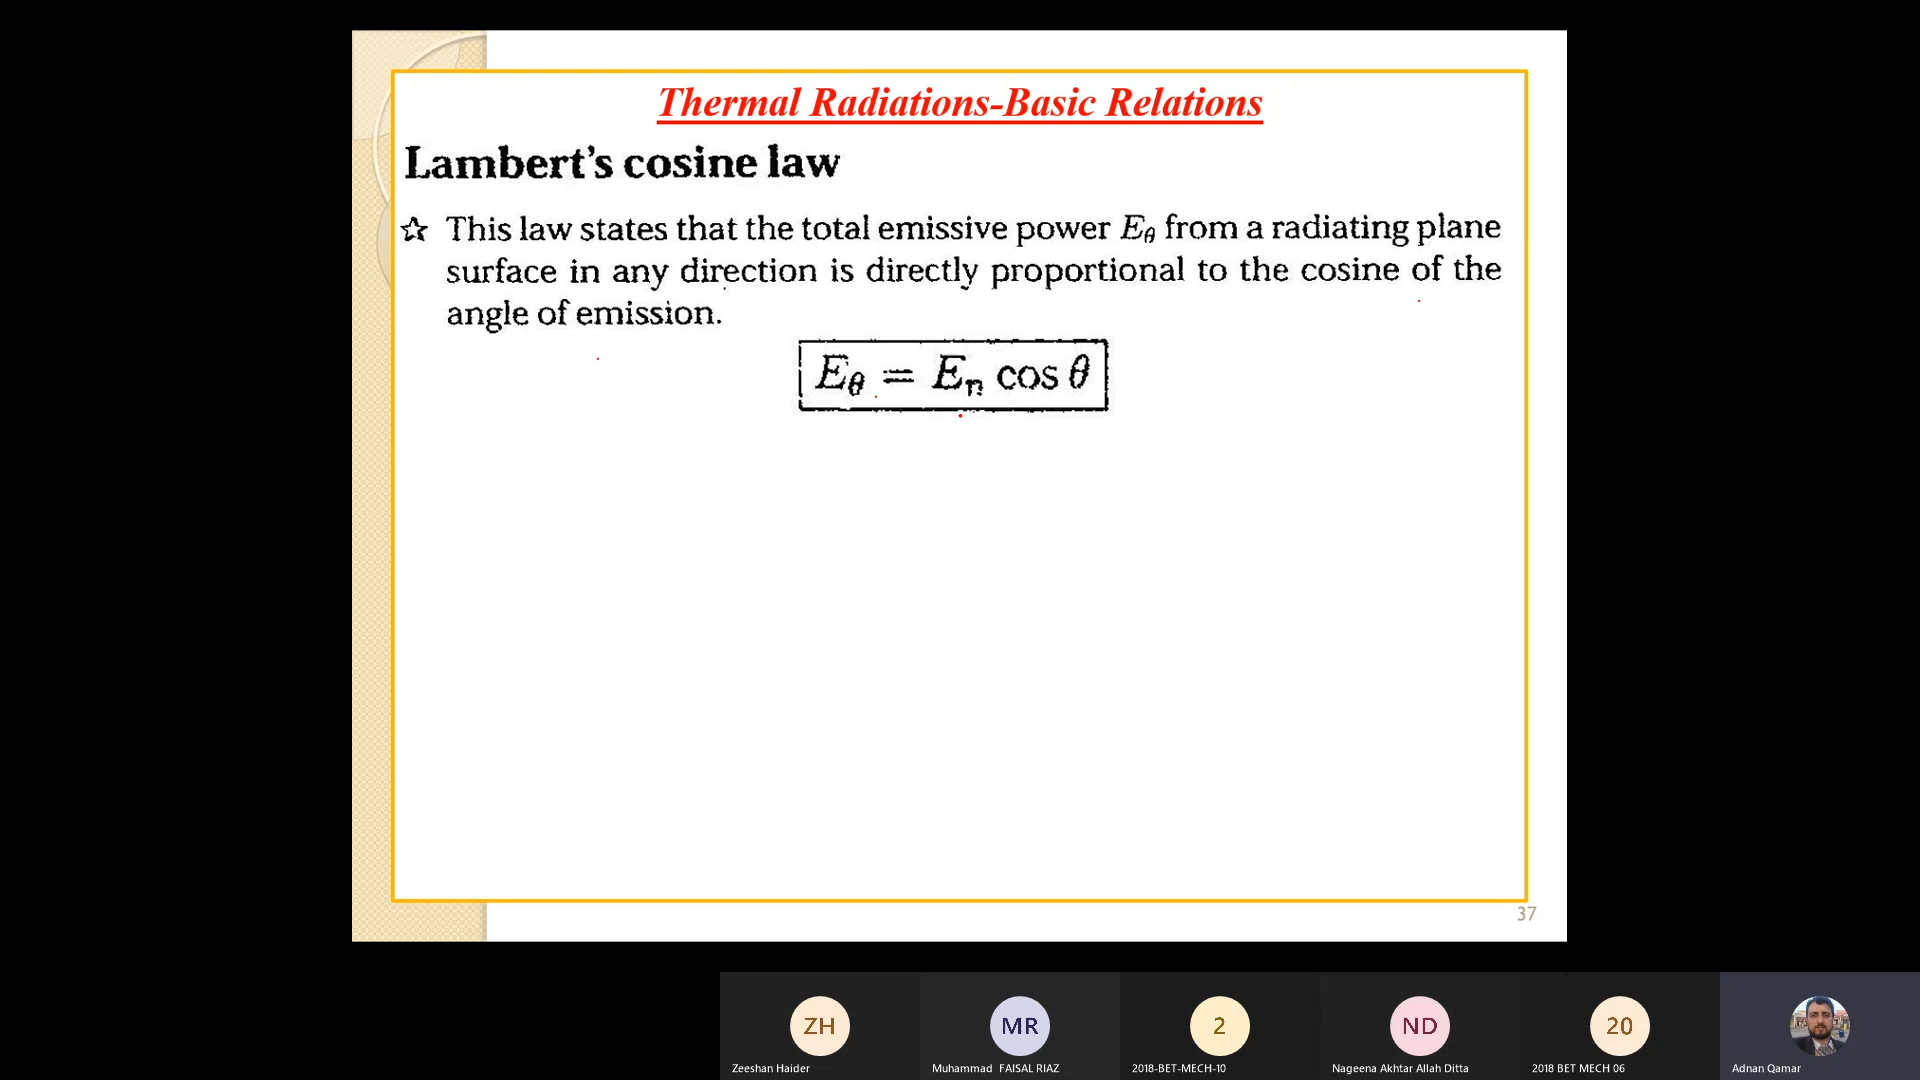 Thermal Radiations-Basic Relations
Lambert's cosine law
☆ This law states that the total emissive power Eθ from a radiating plane
surface in any direction is directly proportional to the cosine of the
angle of emission.
Eθ = En cos θ
37
ZH
MR
2
ND
20
Zeeshan Haider
Muhammad FAISAL RIAZ
2018-BET-MECH-10
Nageena Akhtar Allah Ditta
2018 BET MECH 06
Adnan Qamar